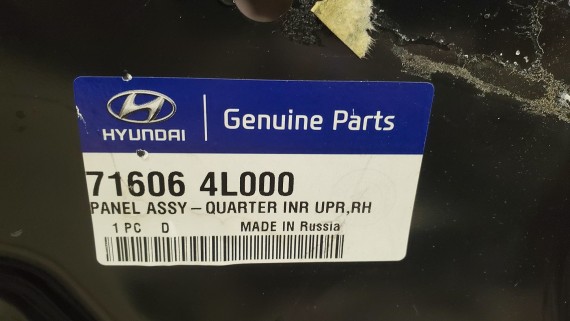 HYUNDAI
Genuine Parts
71606 4L000
PANEL ASSY-QUARTER INR UPR,RH
1 PC D MADE IN Russia